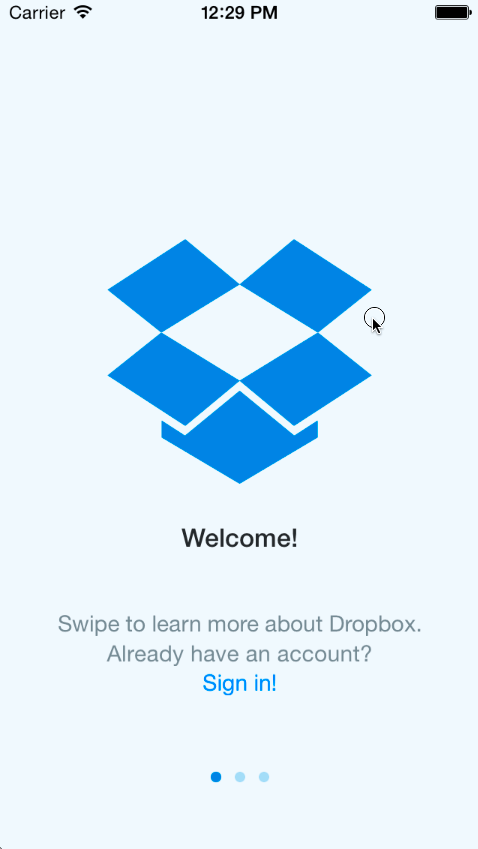 Carrier 12:29 PM
Welcome!
Swipe to learn more about Dropbox.
Already have an account?
Sign in!